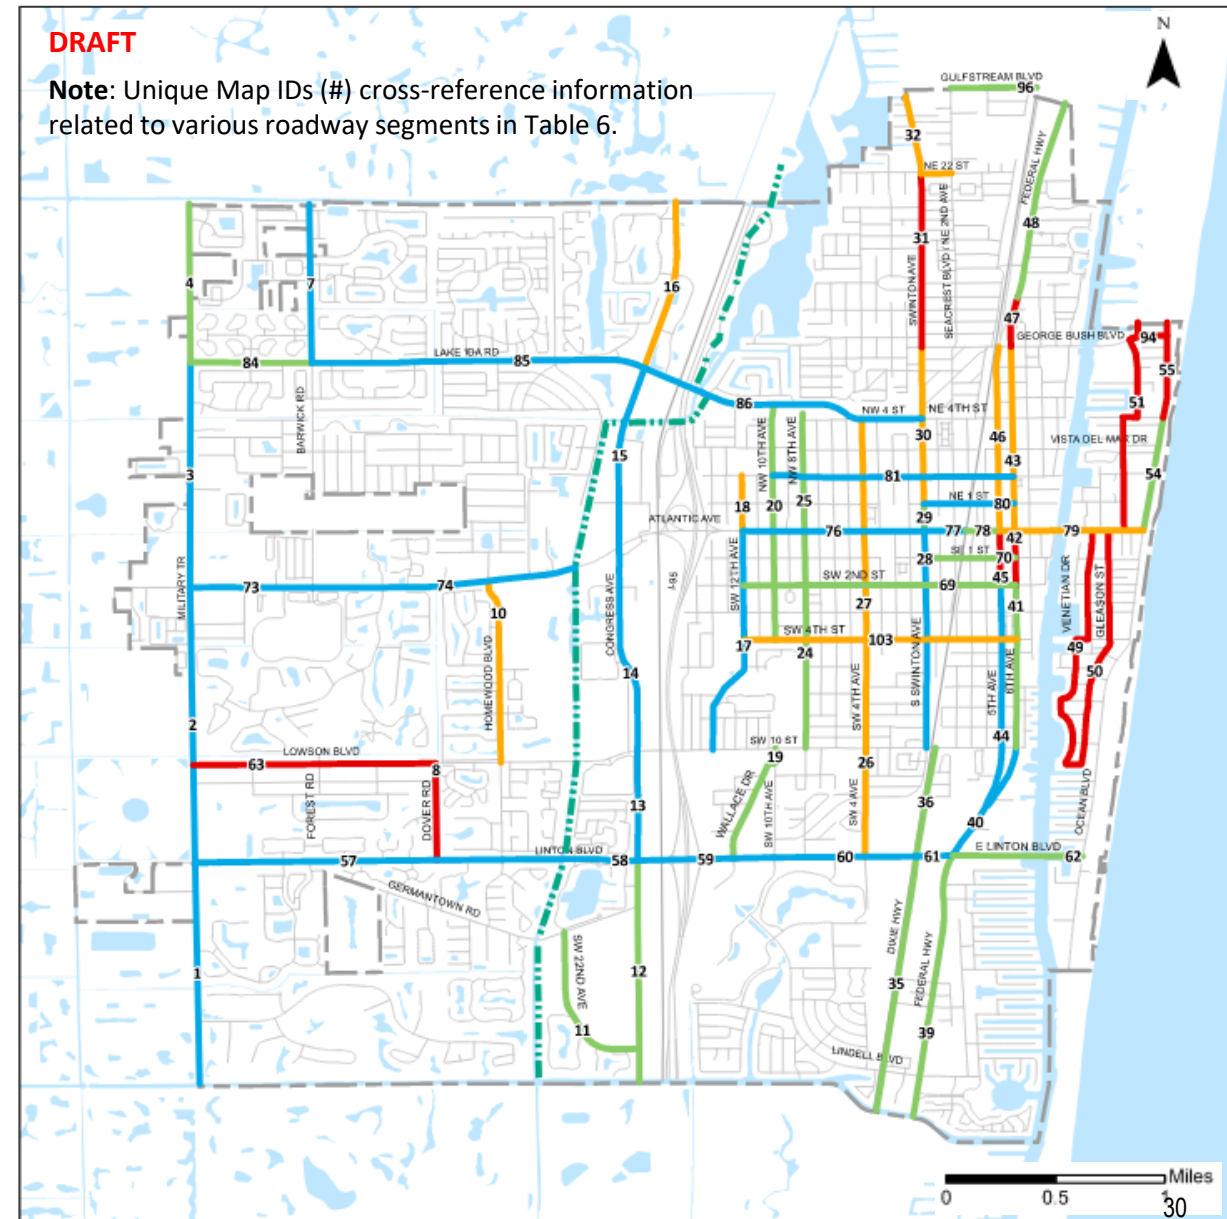 DRAFT
Note: Unique Map IDs (#) cross-reference information
related to various roadway segments in Table 6.
N
GULFSTREAM BLVD
96
32
NE 22 ST
FEDERAL HWY
48
31
SWINTON AVE
SEACREST BLVD / NE 2ND AVE
4
7
16
47
GEORGE BUSH BLVD
94
55
84
LAKE IDA RD
85
86
51
BARWICK RD
NW 4 ST
NE 4TH ST
30
46
43
VISTA DEL MAR DR
54
3
15
NW 10TH AVE
NW 8TH AVE
81
18
20
25
NE 1 ST
80
ATLANTIC AVE
29
76
77
78
42
79
SE 1 ST
28
70
MILITARY TR
73
74
CONGRESS AVE
I-95
SW 12TH AVE
SW 2ND ST
69
45
VENETIAN DR
GLEASON ST
10
27
41
HOMEWOOD BLVD
17
SW 4TH ST
103
24
49
50
14
SW 4TH AVE
S SWINTON AVE
5TH AVE
6TH AVE
2
44
LOWSON BLVD
63
8
SW 10 ST
19
26
FOREST RD
DOVER RD
13
WALLACE DR
SW 10TH AVE
SW 4 AVE
36
40
OCEAN BLVD
57
LINTON BLVD
58
59
60
61
E LINTON BLVD
62
GERMANTOWN RD
SW 22ND AVE
DIXIE HWY
FEDERAL HWY
1
12
35
11
39
LINDELL BLVD
Miles
0
0.5
1
30